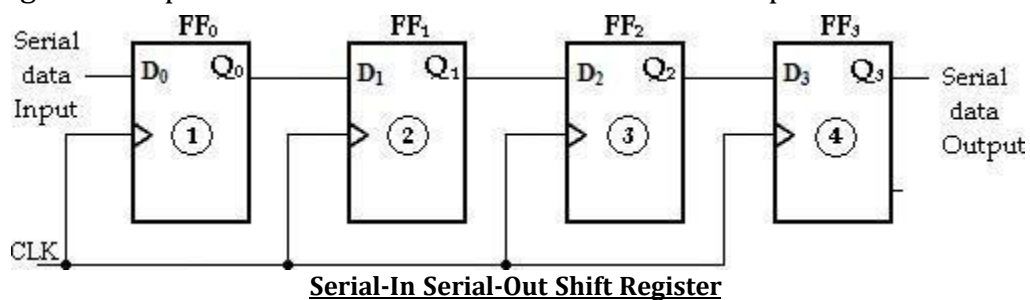 FF₀ FF₁ FF₂ FF₃
Serial
data
Input
D₀ Q₀ D₁ Q₁ D₂ Q₂ D₃ Q₃
Serial
data
Output
1 2 3 4
CLK
Serial-In Serial-Out Shift Register